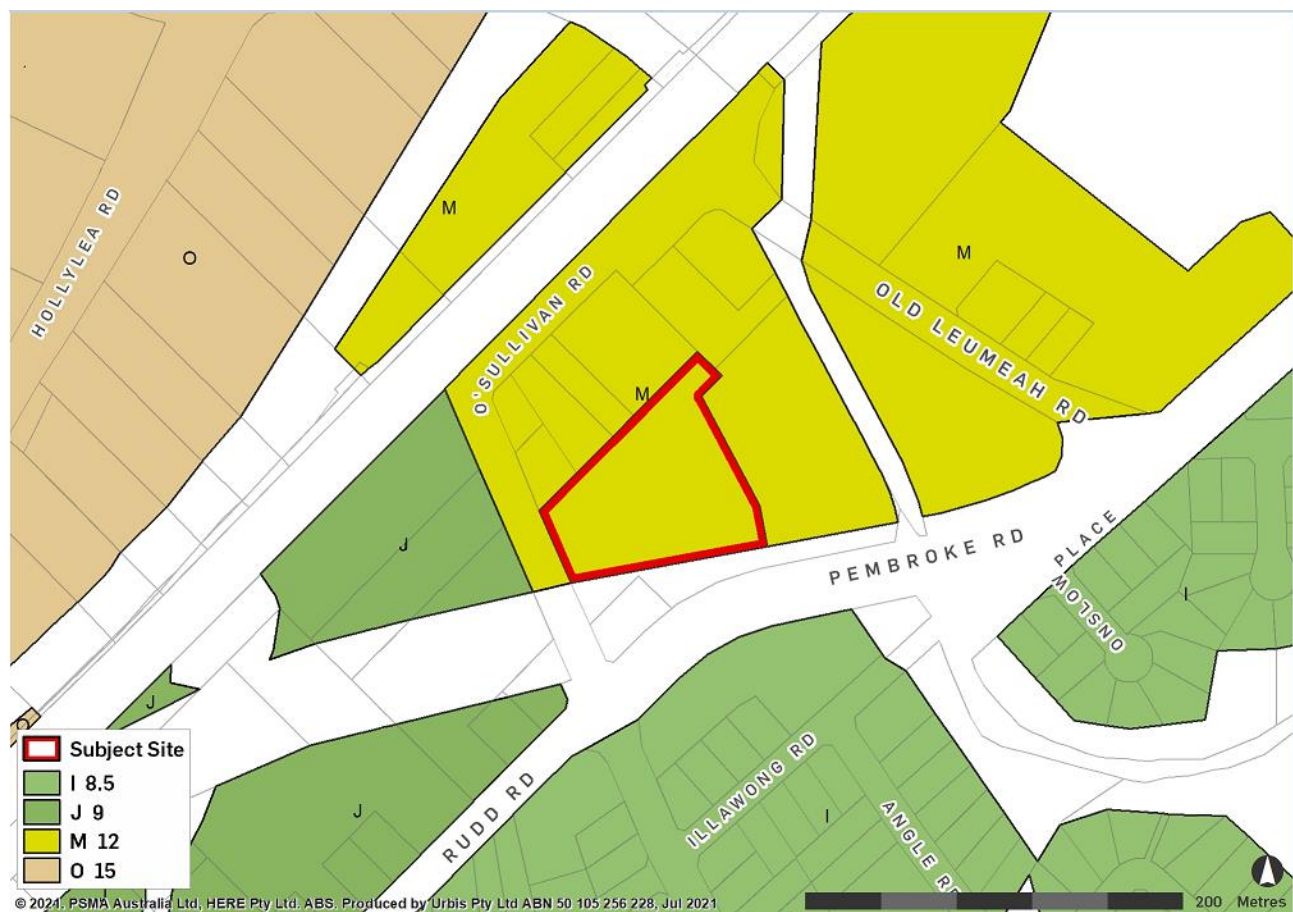 HOLLYLEA RD
O
M
O'SULLIVAN RD
M
M
OLD LEUMEAH RD
J
PEMBROKE RD
ONSLOW PLACE
I
J
O
J
RUDD RD
ILLAWONG RD
I
ANGLE RD
Subject Site
I 8.5
J 9
M 12
O 15
© 2021. PSMA Australia Ltd, HERE Pty Ltd. ABS. Produced by Urbis Pty Ltd ABN 50 105 256 228, Jul 2021
200 Metres